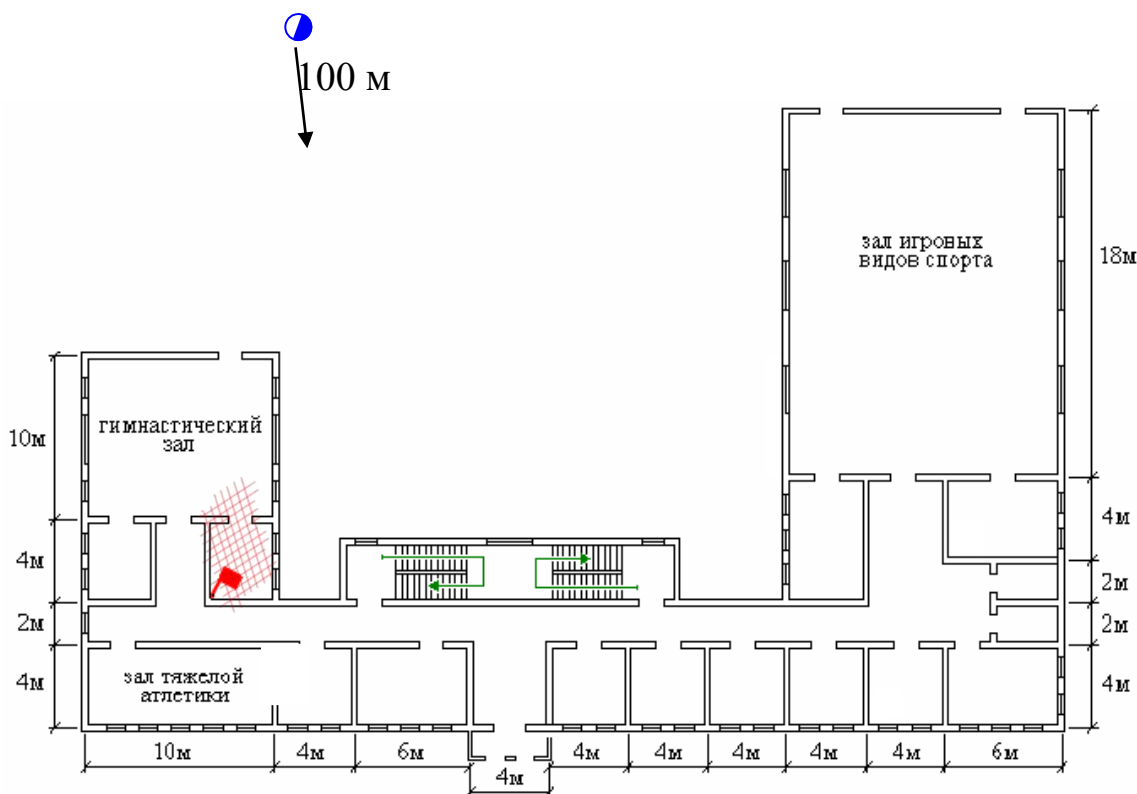 100 м
зал игровых
видов спорта
18м
гимнастический
зал
10м
4м
4м
2м
2м
2м
зал тяжелой
атлетики
4м
4м
10м
4м
6м
4м
4м
4м
4м
4м
4м
6м